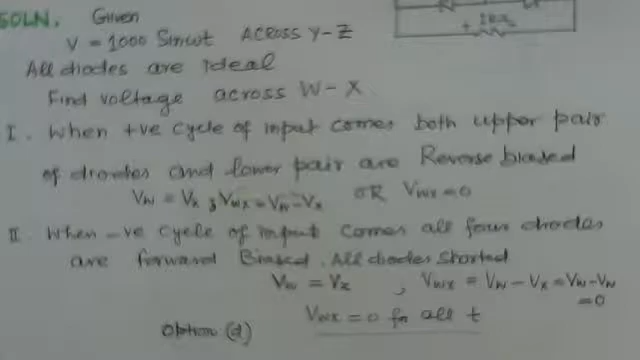 SOLN. Given
+ 1kΩ
V = 1000 Sinωt ACROSS Y-Z
All diodes are ideal
Find voltage across W-X
I. When +ve cycle of input comes both upper pair
of diodes and lower pair are Reverse biased
VW = VX , VWX = VW - VX OR VWX = 0
II. When -ve cycle of input comes all four diodes
are forward Biased. All diodes shorted
VW = VX , VWX = VW - VX = VW - VW
= 0
VWX = 0 for all t
Option (d)